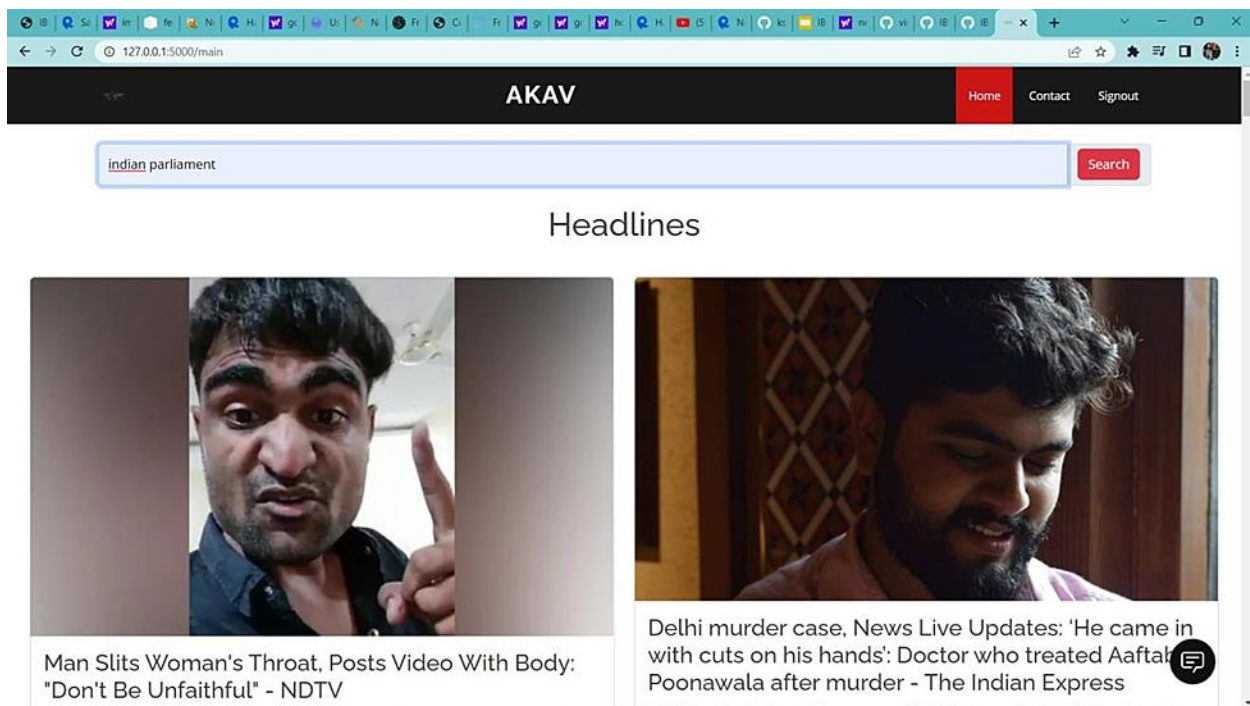 127.0.0.1:5000/main
AKAV
Home Contact Signout
indian parliament
Search
Headlines
Man Slits Woman's Throat, Posts Video With Body:
"Don't Be Unfaithful" - NDTV
Delhi murder case, News Live Updates: ‘He came in
with cuts on his hands’: Doctor who treated
Poonawala after murder - The Indian Express